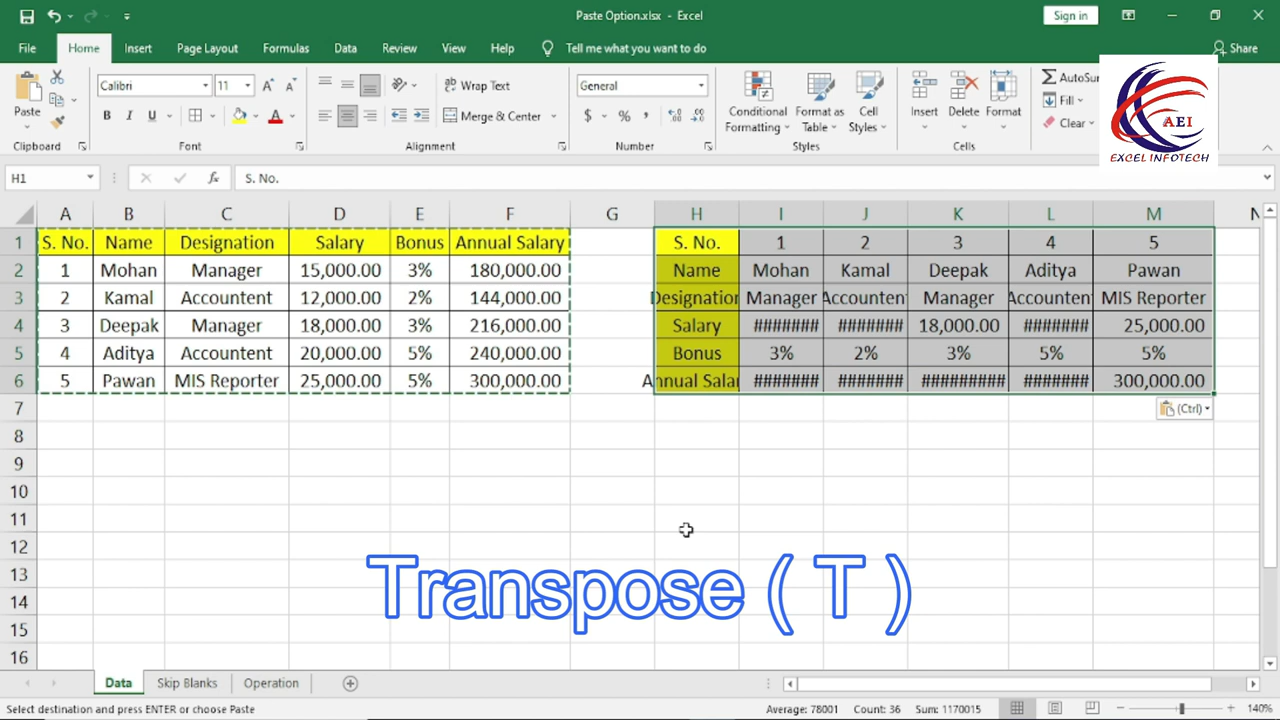 Paste Option.xlsx - Excel
Sign in
File Home Insert Page Layout Formulas Data Review View Help Tell me what you want to do Share
Paste
Calibri 11
B I U A
Wrap Text
Merge & Center
General
$ % ,
Conditional Formatting
Format as Table
Cell Styles
Insert Delete Format
AutoSu
Fill
Clear
Clipboard Font Alignment Number Styles Cells
AEI
EXCEL INFOTECH
H1 fx S. No.
A B C D E F G H I J K L M N
1 S. No. Name Designation Salary Bonus Annual Salary S. No. 1 2 3 4 5
2 1 Mohan Manager 15,000.00 3% 180,000.00 Name Mohan Kamal Deepak Aditya Pawan
3 2 Kamal Accountent 12,000.00 2% 144,000.00 Designation Manager Accountent Manager Accountent MIS Reporter
4 3 Deepak Manager 18,000.00 3% 216,000.00 Salary ####### ####### 18,000.00 ####### 25,000.00
5 4 Aditya Accountent 20,000.00 5% 240,000.00 Bonus 3% 2% 3% 5% 5%
6 5 Pawan MIS Reporter 25,000.00 5% 300,000.00 Annual Salar ####### ####### ######### ####### 300,000.00
7
(Ctrl)
8
9
10
11
12
13
14
15
16
Transpose ( T )
Data Skip Blanks Operation
Select destination and press ENTER or choose Paste Average: 78001 Count: 36 Sum: 1170015 140%